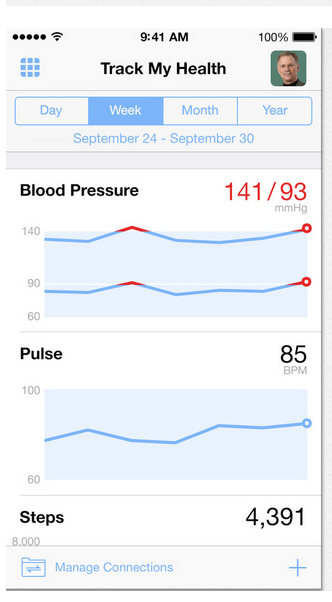 9:41 AM 100%
Track My Health
Day Week Month Year
September 24 - September 30
Blood Pressure 141/93
mmHg
140
90
60
Pulse 85
BPM
100
60
Steps 4,391
8,000
Manage Connections